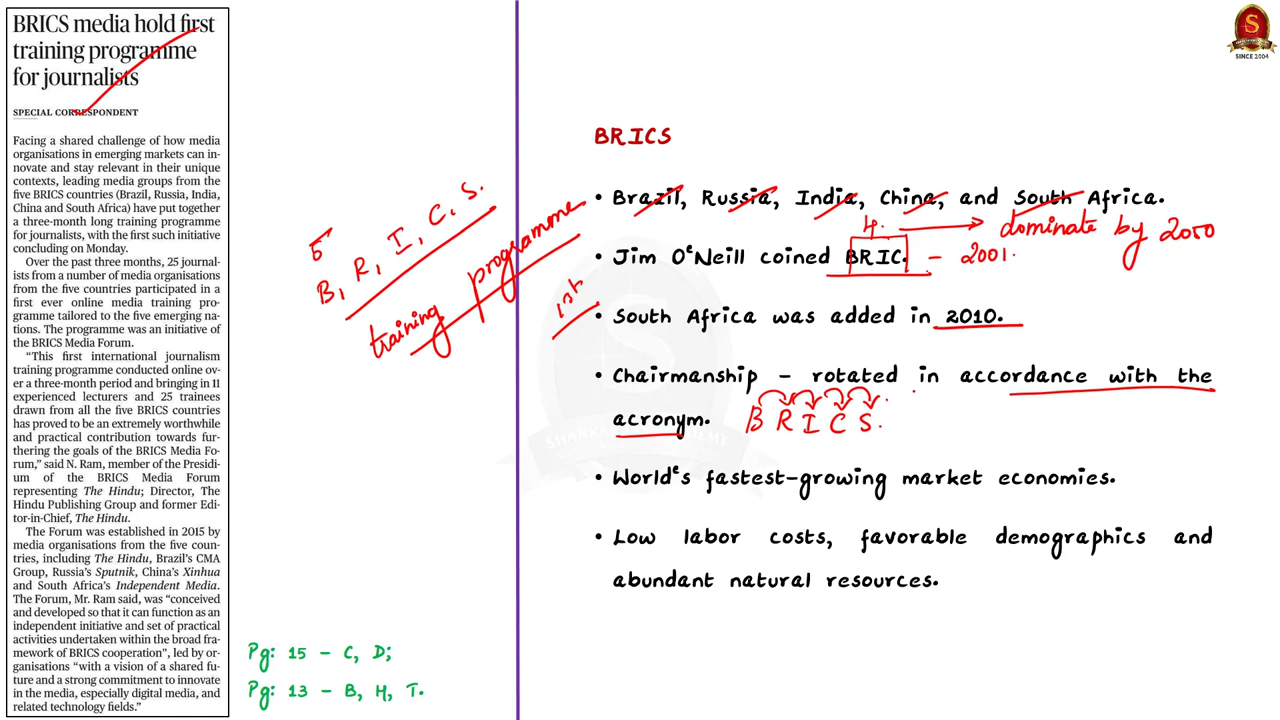 BRICS media hold first
training programme
for journalists
SPECIAL CORRESPONDENT
Facing a shared challenge of how media
organisations in emerging markets can in-
novate and stay relevant in their unique
contexts, leading media groups from the
five BRICS countries (Brazil, Russia, India,
China and South Africa) have put together
a three-month long training programme
for journalists, with the first such initiative
concluding on Monday.
Over the past three months, 25 journal-
ists from a number of media organisations
from the five countries participated in a
first ever online media training pro-
gramme tailored to the five emerging na-
tions. The programme was an initiative of
the BRICS Media Forum.
"This first international journalism
training programme conducted online ov-
er a three-month period and bringing in 11
experienced lecturers and 25 trainees
drawn from all the five BRICS countries
has proved to be an extremely worthwhile
and practical contribution towards fur-
thering the goals of the BRICS Media Fo-
rum," said N. Ram, member of the Presidi-
um of the BRICS Media Forum
representing The Hindu; Director, The
Hindu Publishing Group and former Edi-
tor-in-Chief, The Hindu.
The Forum was established in 2015 by
media organisations from the five coun-
tries, including The Hindu, Brazil's CMA
Group, Russia's Sputnik, China's Xinhua
and South Africa's Independent Media.
The Forum, Mr. Ram said, was "conceived
and developed so that it can function as an
independent initiative and set of practical
activities undertaken within the broad fra-
mework of BRICS cooperation", led by or-
ganisations "with a vision of a shared fu-
ture and a strong commitment to innovate
in the media, especially digital media, and
related technology fields."
5
B, R, I, C, S.
training programme
1st
Pg: 15 - C, D;
Pg: 13 - B, H, T.
SINCE 2004
BRICS
• Brazil, Russia, India, China, and South Africa.
4. → dominate by 2050
• Jim O'Neill coined BRIC. - 2001.
• South Africa was added in 2010.
• Chairmanship – rotated in accordance with the
acronym. B R I C S.
• World's fastest-growing market economies.
• Low labor costs, favorable demographics and
abundant natural resources.